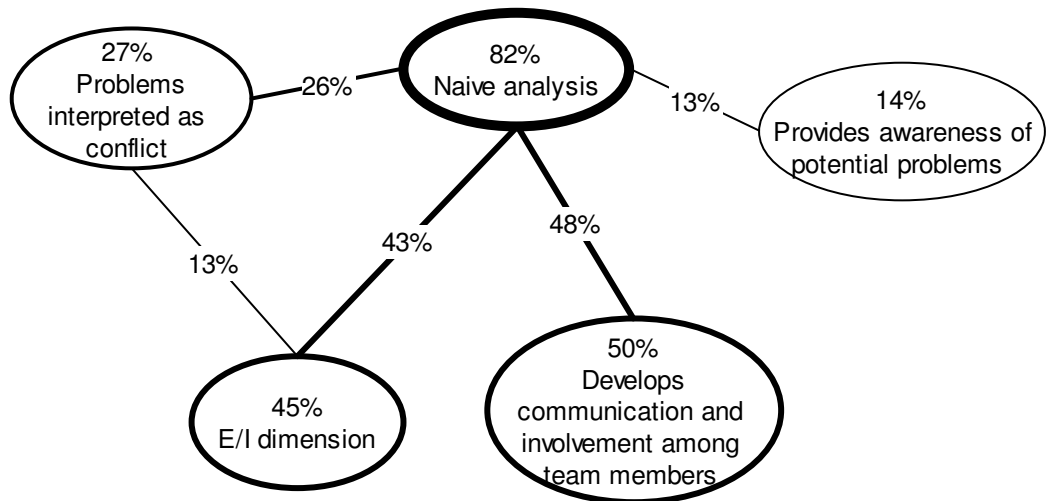 82%
Naive analysis
27%
Problems
interpreted as
conflict
26%
13%
14%
Provides awareness of
potential problems
43%
48%
13%
45%
E/I dimension
50%
Develops
communication and
involvement among
team members